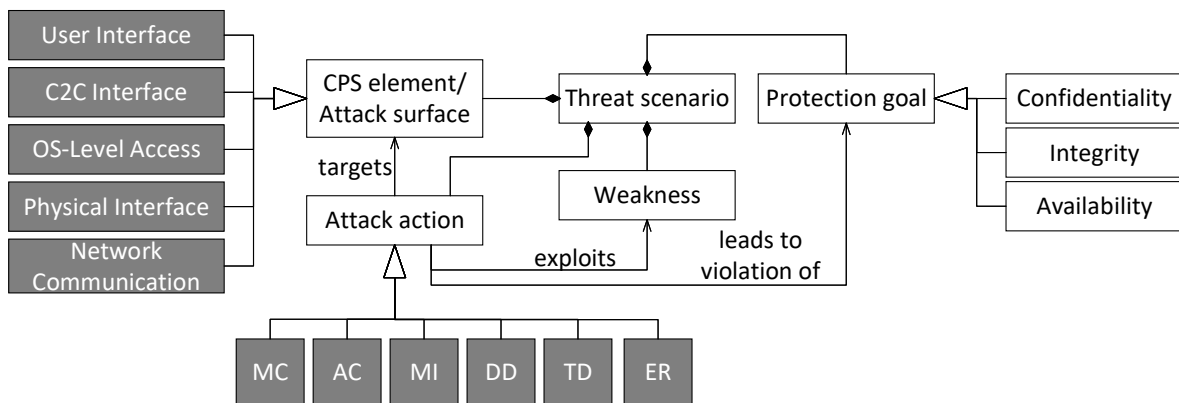 User Interface
C2C Interface
OS-Level Access
Physical Interface
Network
Communication
CPS element/
Attack surface
targets
Attack action
Threat scenario
Weakness
exploits
Protection goal
leads to
violation of
Confidentiality
Integrity
Availability
MC
AC
MI
DD
TD
ER